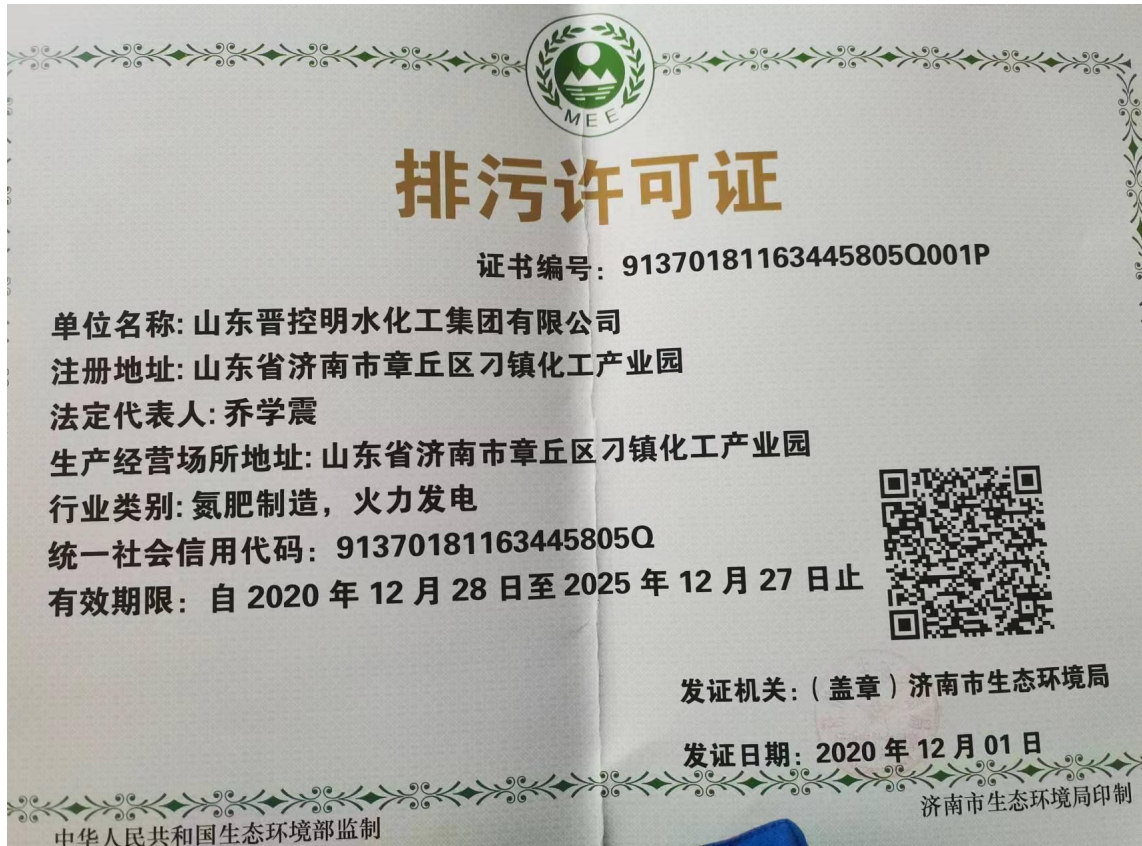 MEE
排污许可证
证书编号：91370181163445805Q001P
单位名称:山东晋控明水化工集团有限公司
注册地址:山东省济南市章丘区刁镇化工产业园
法定代表人:乔学震
生产经营场所地址:山东省济南市章丘区刁镇化工产业园
行业类别:氮肥制造，火力发电
统一社会信用代码：91370181163445805Q
有效期限：自2020年12月28日至2025年12月27日止
发证机关：（盖章）济南市生态环境局
发证日期：2020年12月01日
中华人民共和国生态环境部监制
济南市生态环境局印制